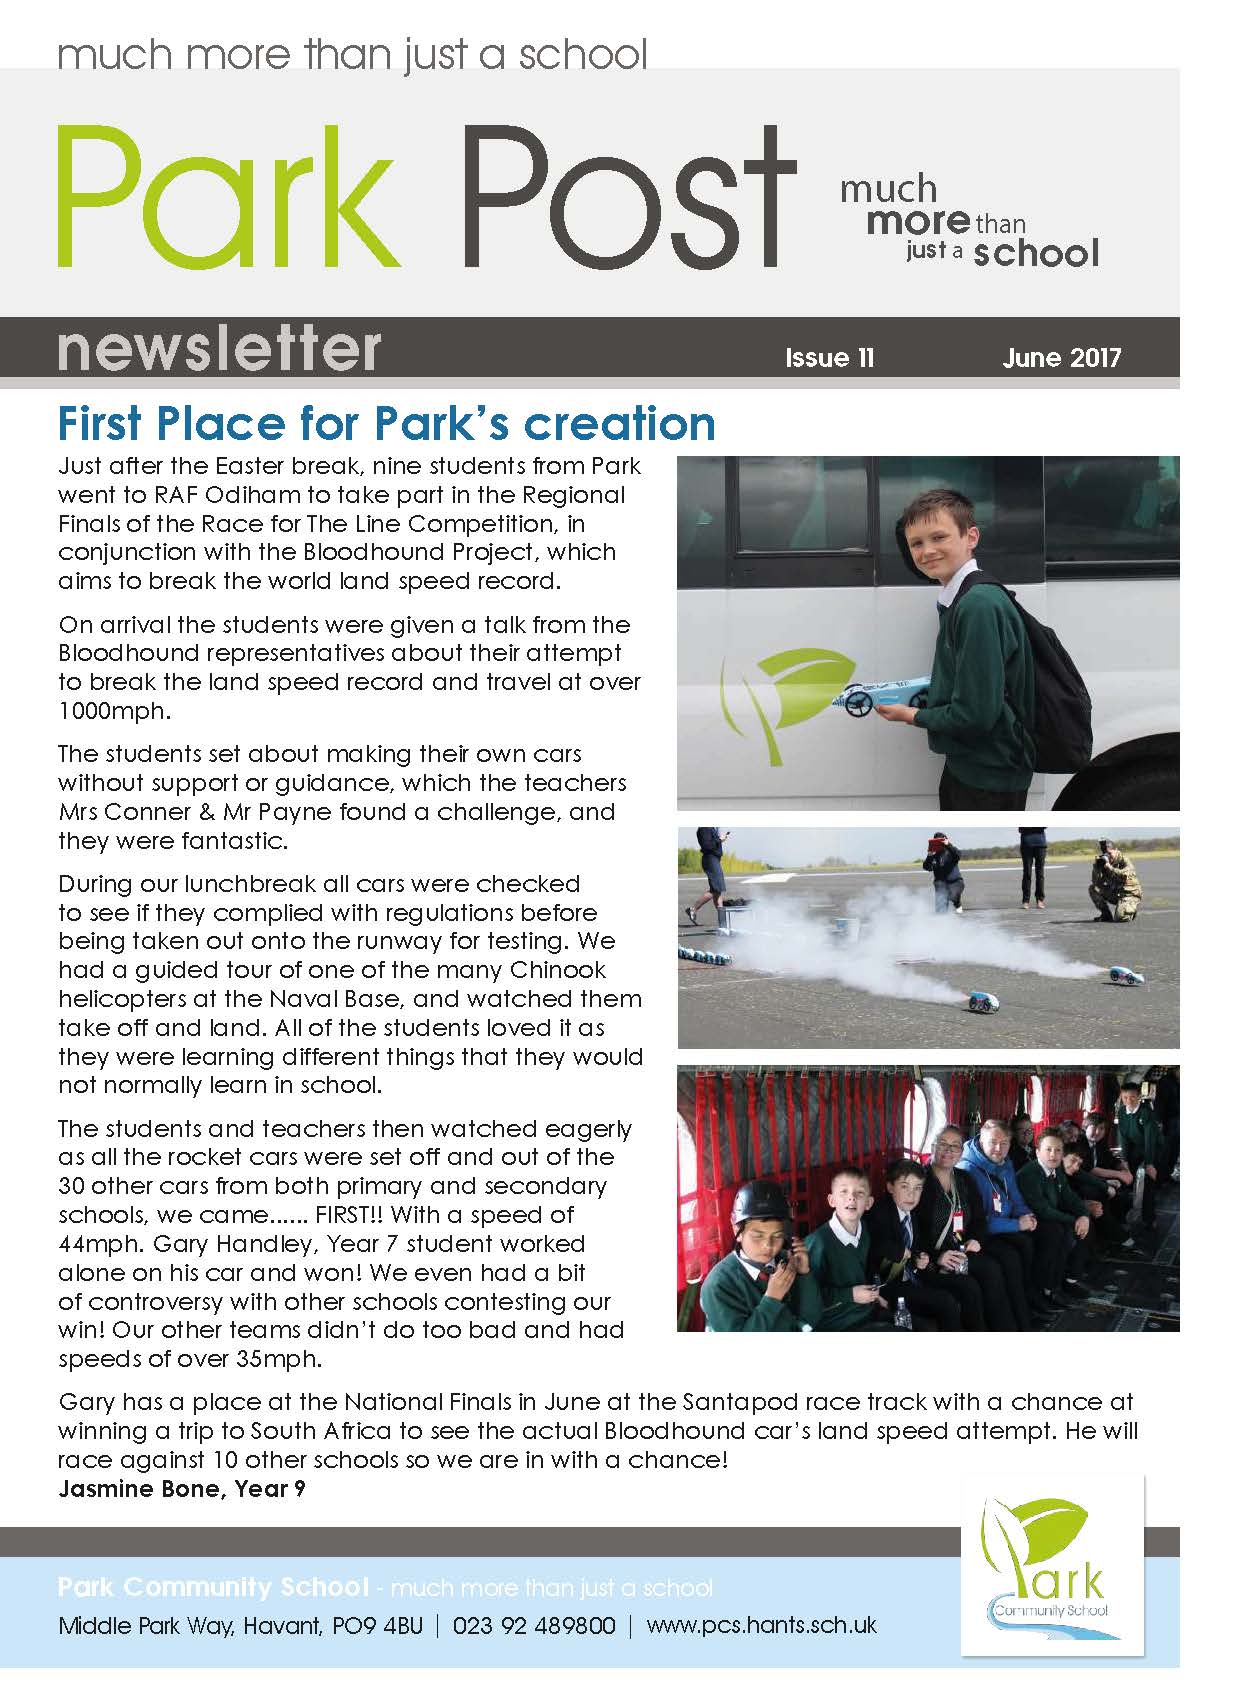 much more than just a school
Park Post
much
more than
just a school
newsletter
Issue 11
June 2017
First Place for Park's creation
Just after the Easter break, nine students from Park
went to RAF Odiham to take part in the Regional
Finals of the Race for The Line Competition, in
conjunction with the Bloodhound Project, which
aims to break the world land speed record.
On arrival the students were given a talk from the
Bloodhound representatives about their attempt
to break the land speed record and travel at over
1000mph.
The students set about making their own cars
without support or guidance, which the teachers
Mrs Conner & Mr Payne found a challenge, and
they were fantastic.
During our lunchbreak all cars were checked
to see if they complied with regulations before
being taken out onto the runway for testing. We
had a guided tour of one of the many Chinook
helicopters at the Naval Base, and watched them
take off and land. All of the students loved it as
they were learning different things that they would
not normally learn in school.
The students and teachers then watched eagerly
as all the rocket cars were set off and out of the
30 other cars from both primary and secondary
schools, we came...... FIRST!! With a speed of
44mph. Gary Handley, Year 7 student worked
alone on his car and won! We even had a bit
of controversy with other schools contesting our
win! Our other teams didn't do too bad and had
speeds of over 35mph.
Gary has a place at the National Finals in June at the Santapod race track with a chance at
winning a trip to South Africa to see the actual Bloodhound car's land speed attempt. He will
race against 10 other schools so we are in with a chance!
Jasmine Bone, Year 9
Park Community School - much more than just a school
Middle Park Way, Havant, PO9 4BU | 023 92 489800 | www.pcs.hants.sch.uk
Park
Community School